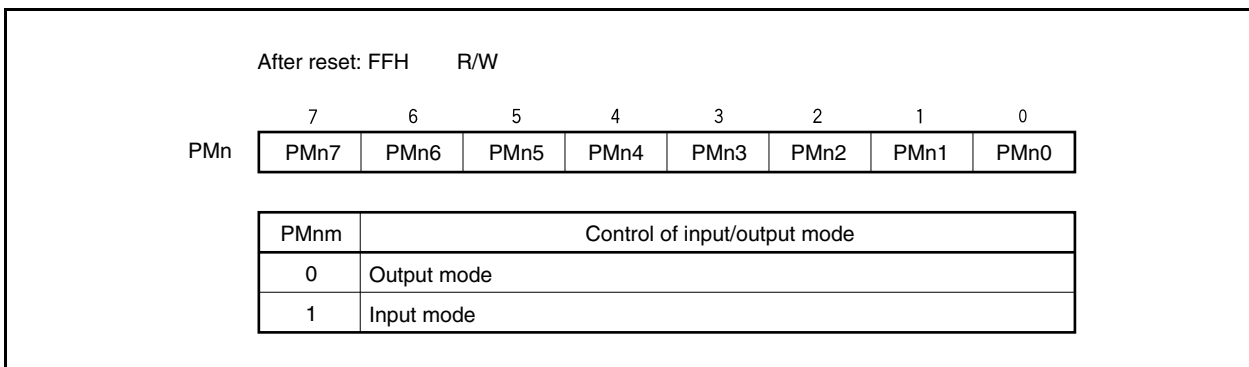 After reset: FFH R/W
7 6 5 4 3 2 1 0
PMn PMn7 PMn6 PMn5 PMn4 PMn3 PMn2 PMn1 PMn0
PMnm Control of input/output mode
0 Output mode
1 Input mode